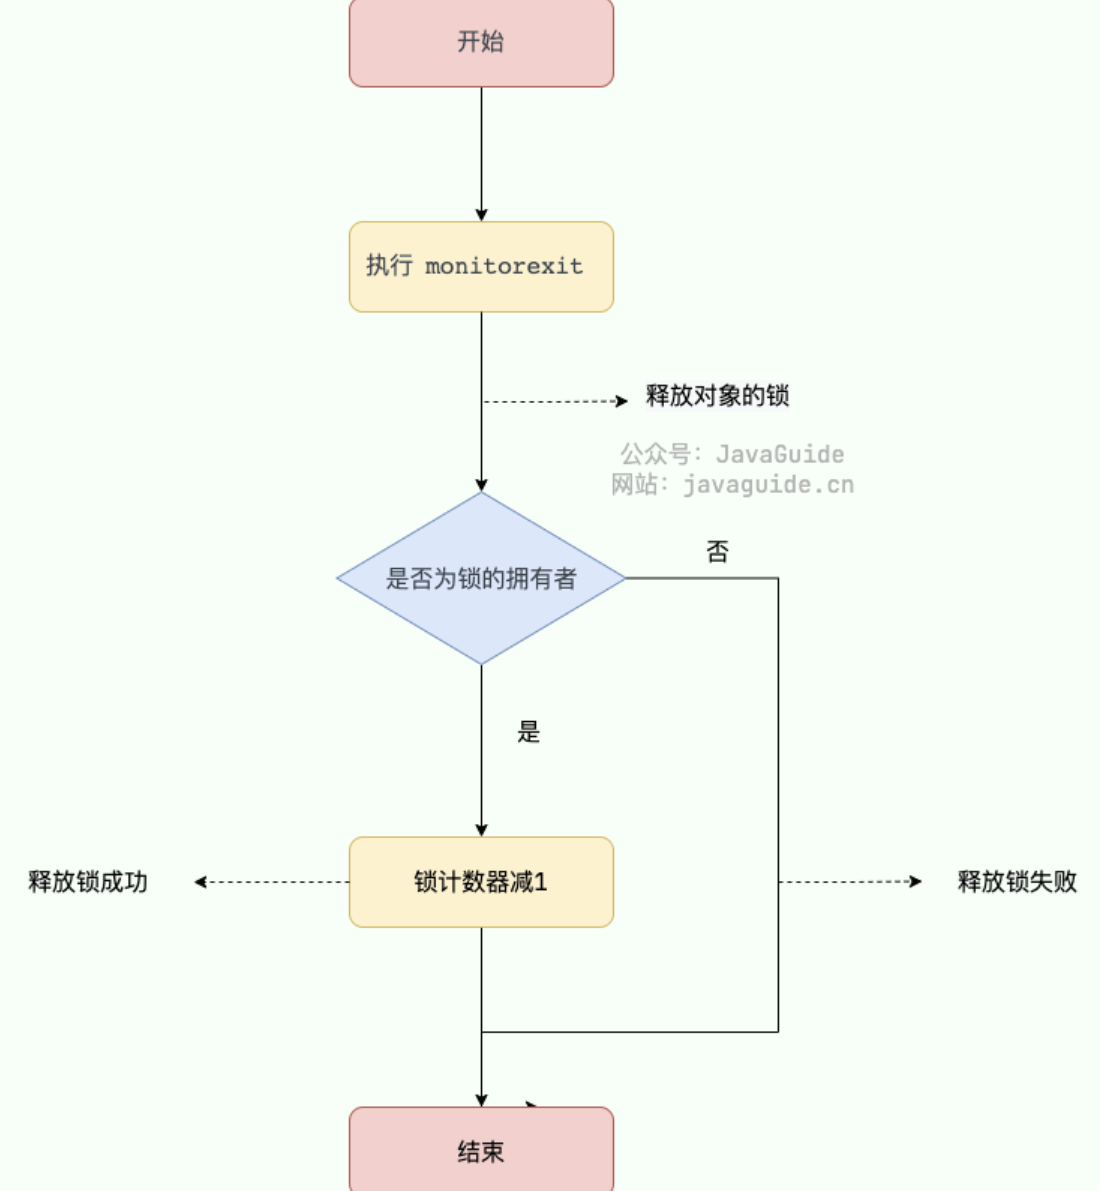 开始
执行 monitorexit
释放对象的锁
公众号：JavaGuide
网站：javaguide.cn
否
是否为锁的拥有者
是
释放锁成功
锁计数器减1
释放锁失败
结束